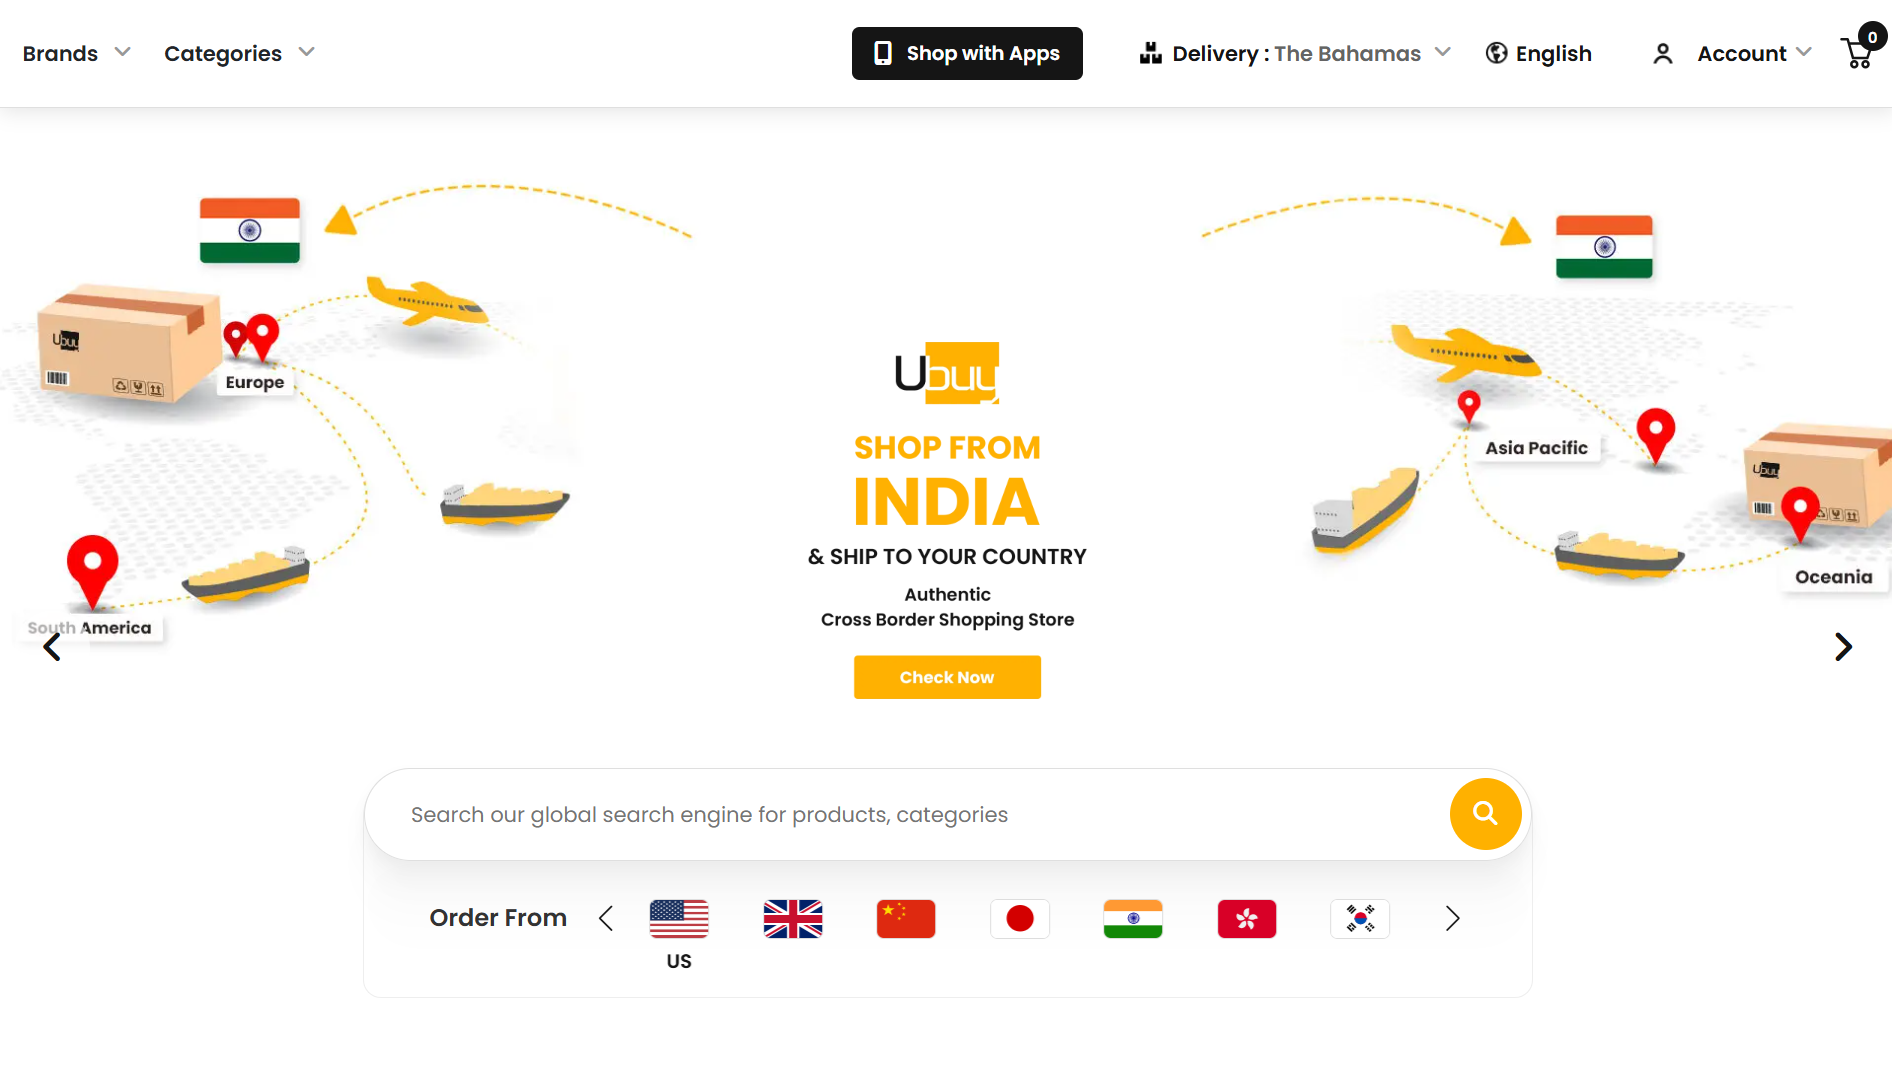 Brands
Categories
Shop with Apps
Delivery : The Bahamas
English
Account
0
Ubuy
Europe
South America
Ubuy
SHOP FROM
INDIA
& SHIP TO YOUR COUNTRY
Authentic
Cross Border Shopping Store
Check Now
Asia Pacific
Ubuy
Oceania
Search our global search engine for products, categories
Order From
US